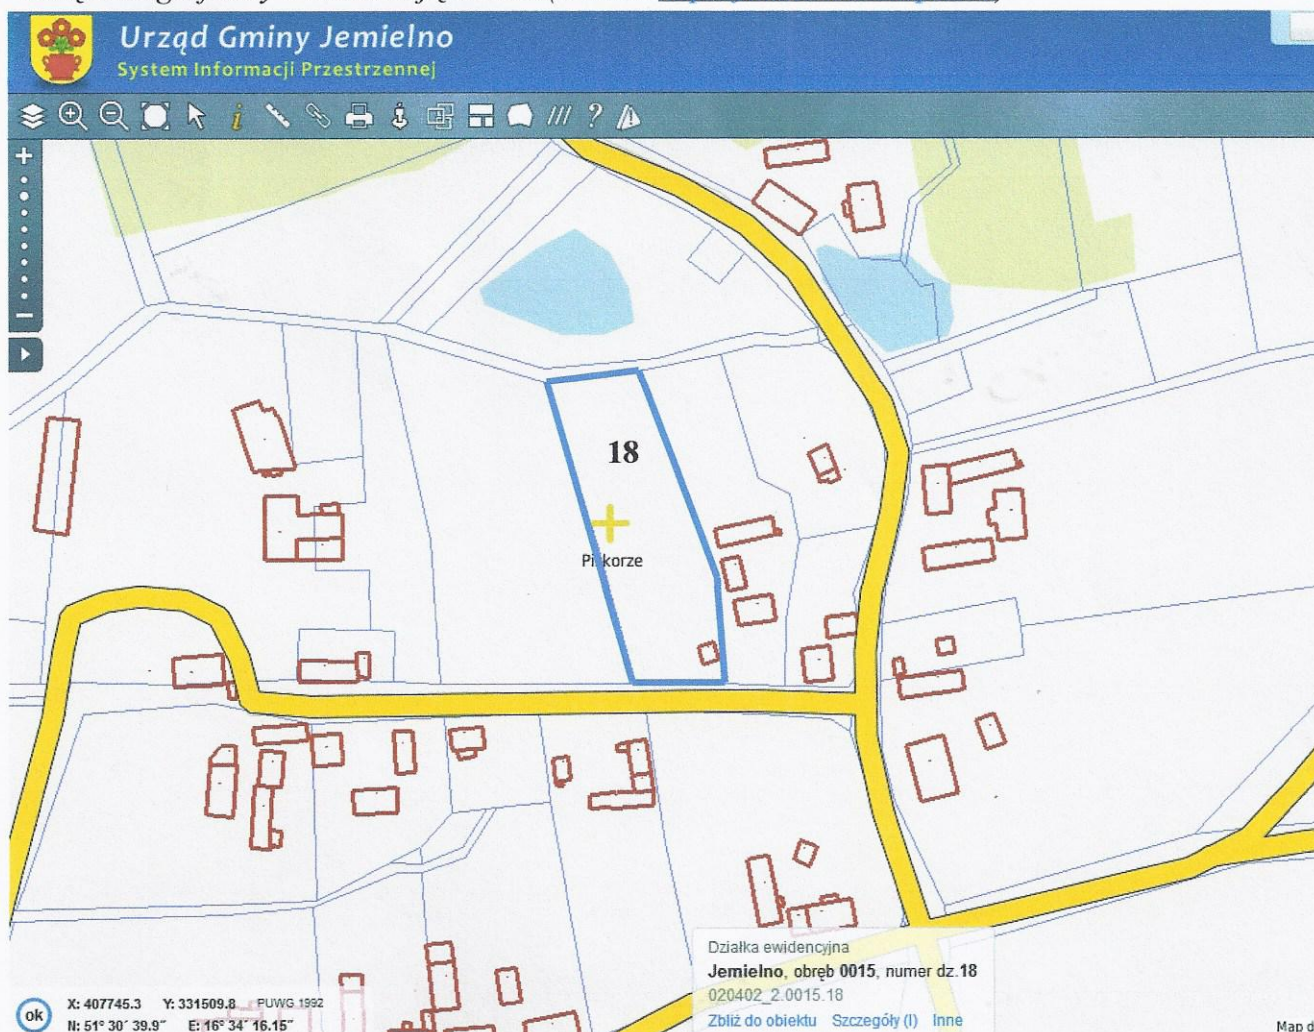 Urząd Gminy Jemielno
System Informacji Przestrzennej
18
Piskorze
Działka ewidencyjna
Jemielno, obręb 0015, numer dz.18
020402_2.0015.18
Zbliż do obiektu Szczegóły (I) Inne
ok
X: 407745.3 Y: 331509.8 PUWG 1992
N: 51° 30' 39.9" E: 16° 34' 16.15"
Map